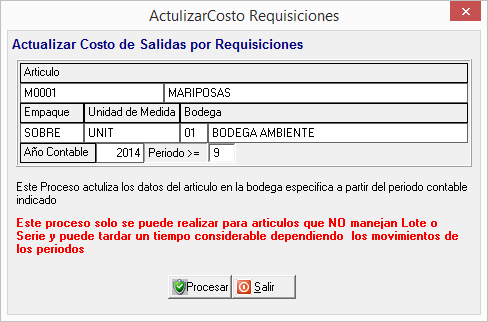 ActulizarCosto Requisiciones
Actualizar Costo de Salidas por Requisiciones
Articulo
M0001 MARIPOSAS
Empaque Unidad de Medida Bodega
SOBRE UNIT 01 BODEGA AMBIENTE
Año Contable 2014 Periodo >= 9
Este Proceso actuliza los datos del articulo en la bodega especifica a partir del periodo contable
indicado
Este proceso solo se puede realizar para articulos que NO manejan Lote o
Serie y puede tardar un tiempo considerable dependiendo los movimientos de
los periodos
Procesar Salir